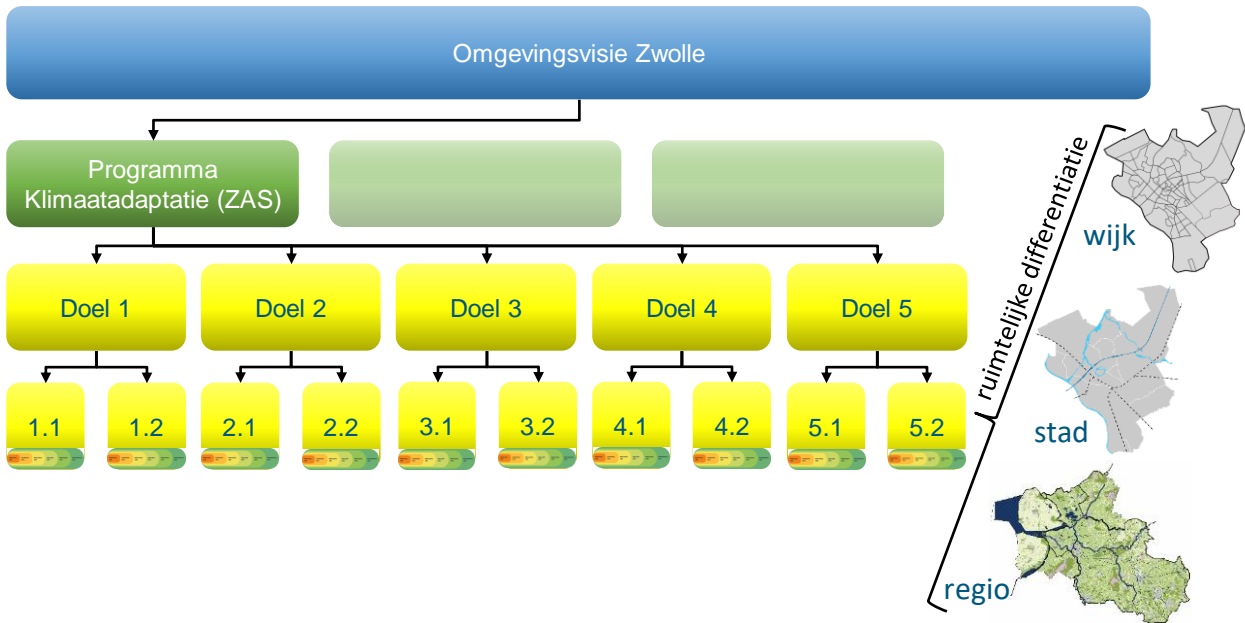 Omgevingsvisie Zwolle
Programma
Klimaatadaptatie (ZAS)
Doel 1
Doel 2
Doel 3
Doel 4
Doel 5
1.1
1.2
2.1
2.2
3.1
3.2
4.1
4.2
5.1
5.2
ruimtelijke differentiatie
wijk
stad
regio